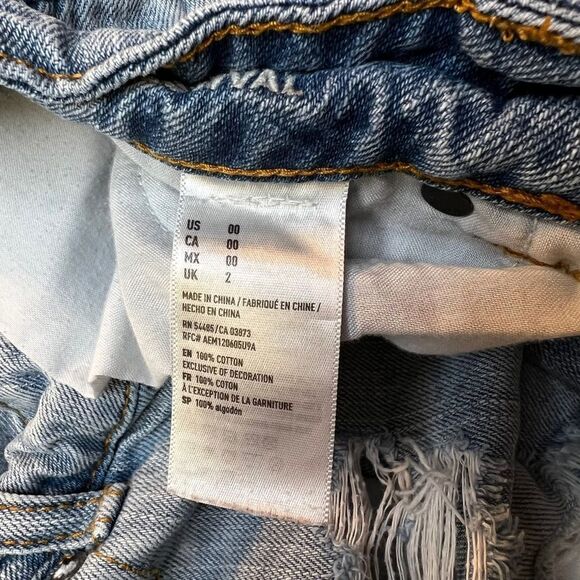 VAL
US 00
CA 00
MX 00
UK 2
MADE IN CHINA / FABRIQUÉ EN CHINE /
HECHO EN CHINA
RN 54485/CA 03873
RFC# AEM120605U9A
EN 100% COTTON
EXCLUSIVE OF DECORATION
FR 100% COTON
À L'EXCEPTION DE LA GARNITURE
SP 100% algodón